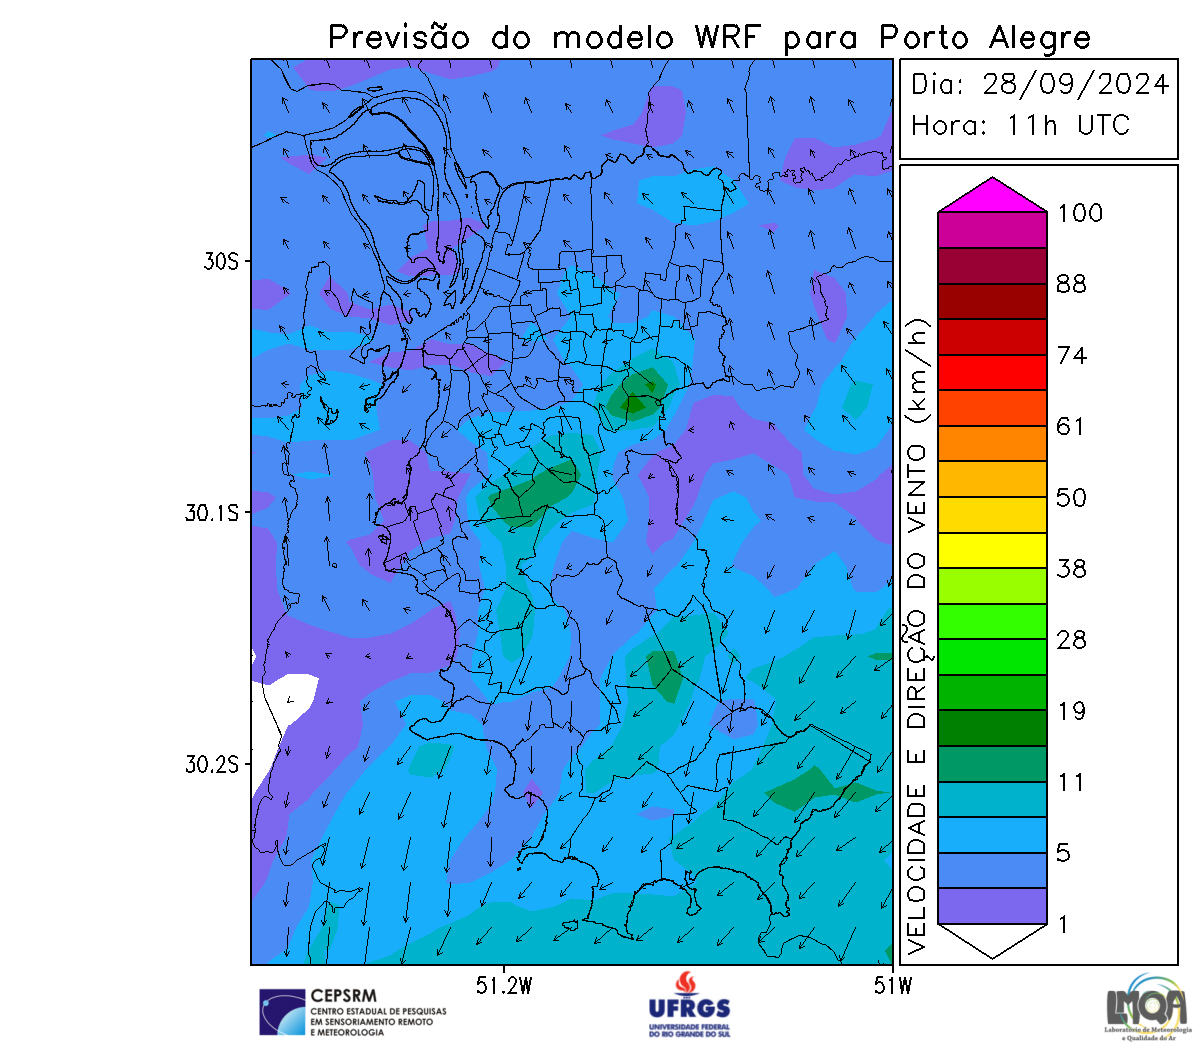 Previsão do modelo WRF para Porto Alegre
Dia: 28/09/2024
Hora: 11h UTC
30S
30.1S
30.2S
51.2W
51W
VELOCIDADE E DIREÇÃO DO VENTO (km/h)
100
88
74
61
50
38
28
19
11
5
1
CEPSRM
CENTRO ESTADUAL DE PESQUISAS
EM SENSORIAMENTO REMOTO
E METEOROLOGIA
UFRGS
UNIVERSIDADE FEDERAL
DO RIO GRANDE DO SUL
LMQA
Laboratório de Meteorologia
e Qualidade do Ar